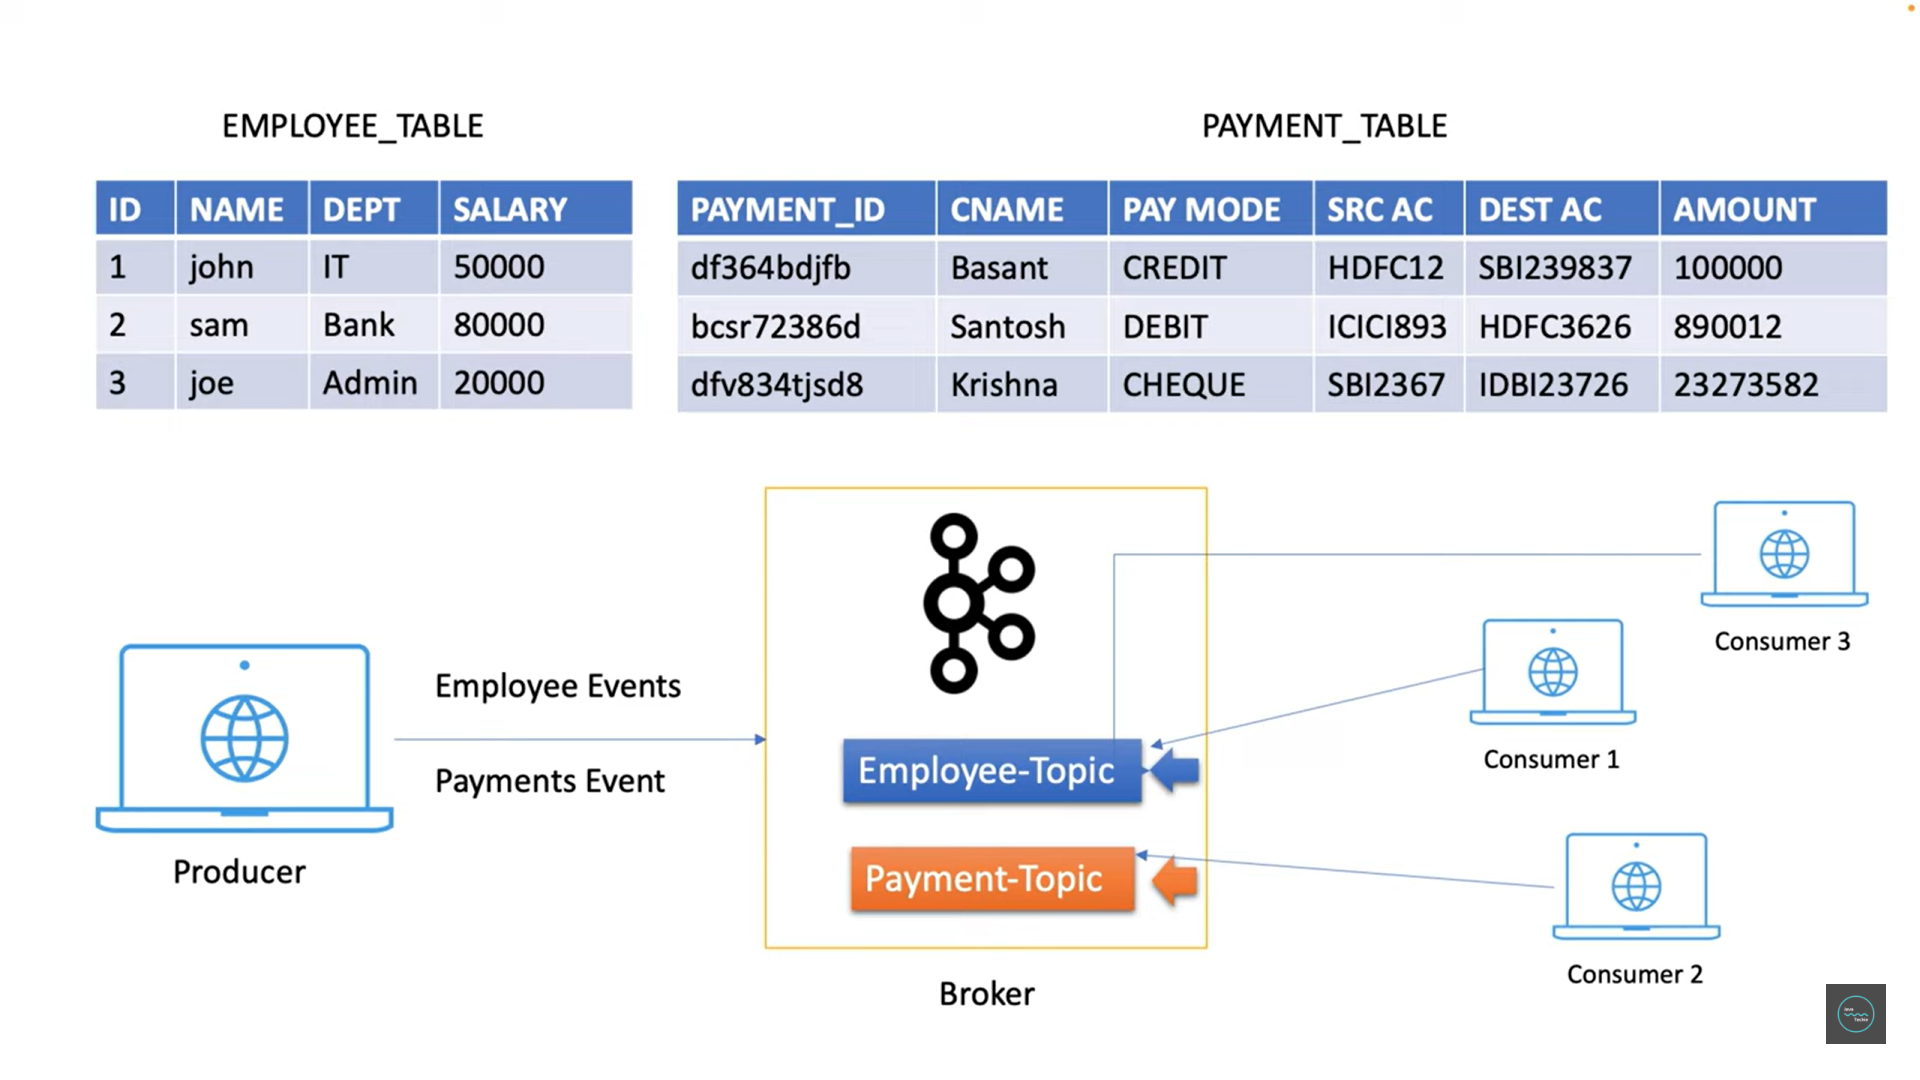 EMPLOYEE_TABLE
ID NAME DEPT SALARY
1 john IT 50000
2 sam Bank 80000
3 joe Admin 20000
PAYMENT_TABLE
PAYMENT_ID CNAME PAY MODE SRC AC DEST AC AMOUNT
df364bdjfb Basant CREDIT HDFC12 SBI239837 100000
bcsr72386d Santosh DEBIT ICICI893 HDFC3626 890012
dfv834tjsd8 Krishna CHEQUE SBI2367 IDBI23726 23273582
Employee Events
Payments Event
Producer
Employee-Topic
Payment-Topic
Broker
Consumer 3
Consumer 1
Consumer 2
Java
Techie